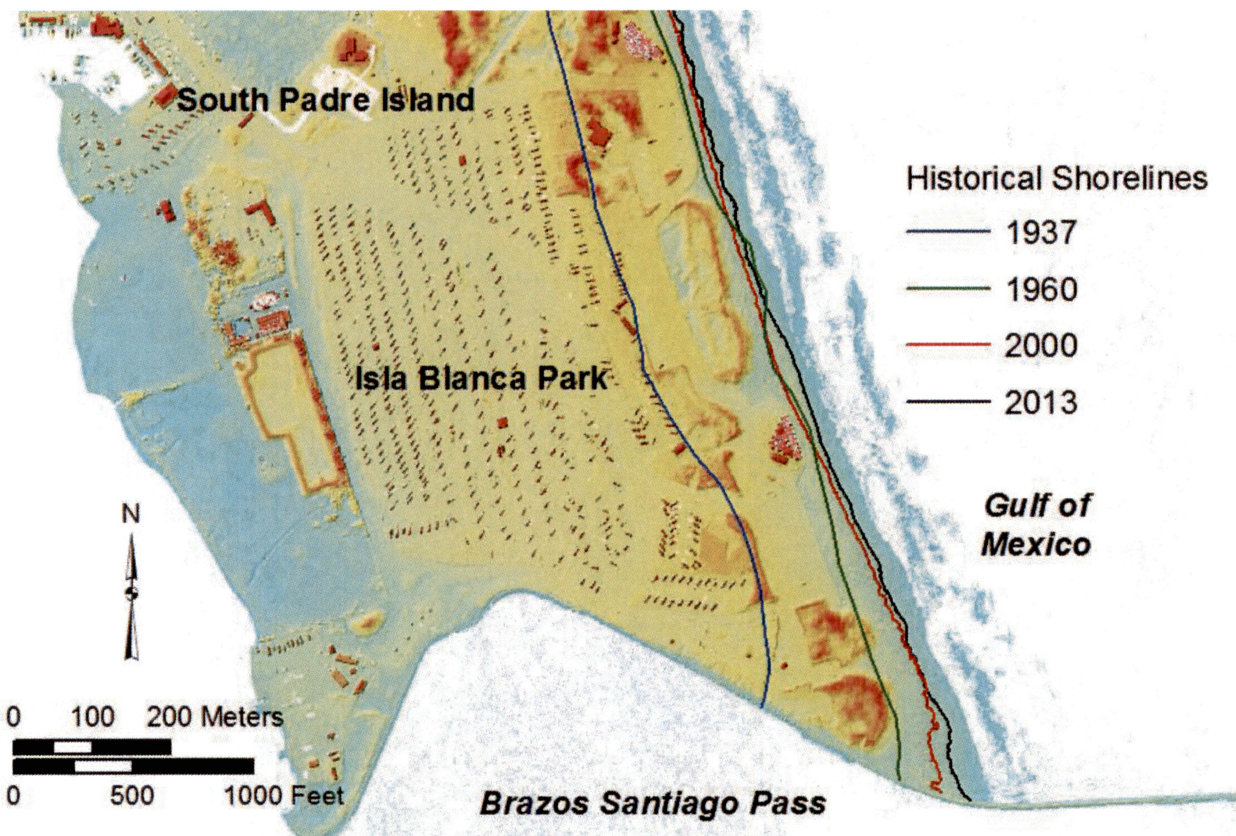 South Padre Island
Historical Shorelines
1937
1960
2000
2013
Isla Blanca Park
Gulf of
Mexico
N
0 100 200 Meters
0 500 1000 Feet
Brazos Santiago Pass